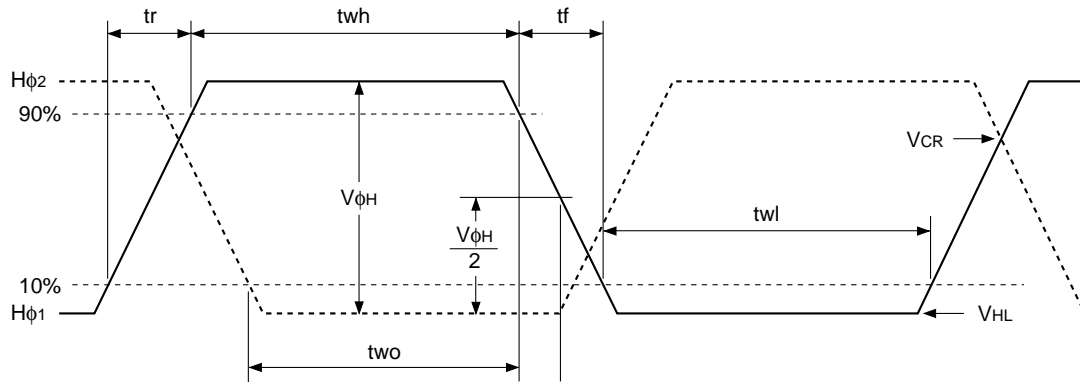 tr twh tf
Hϕ2
90%
VCR
VϕH
twl
VϕH
2
10%
Hϕ1
VHL
two